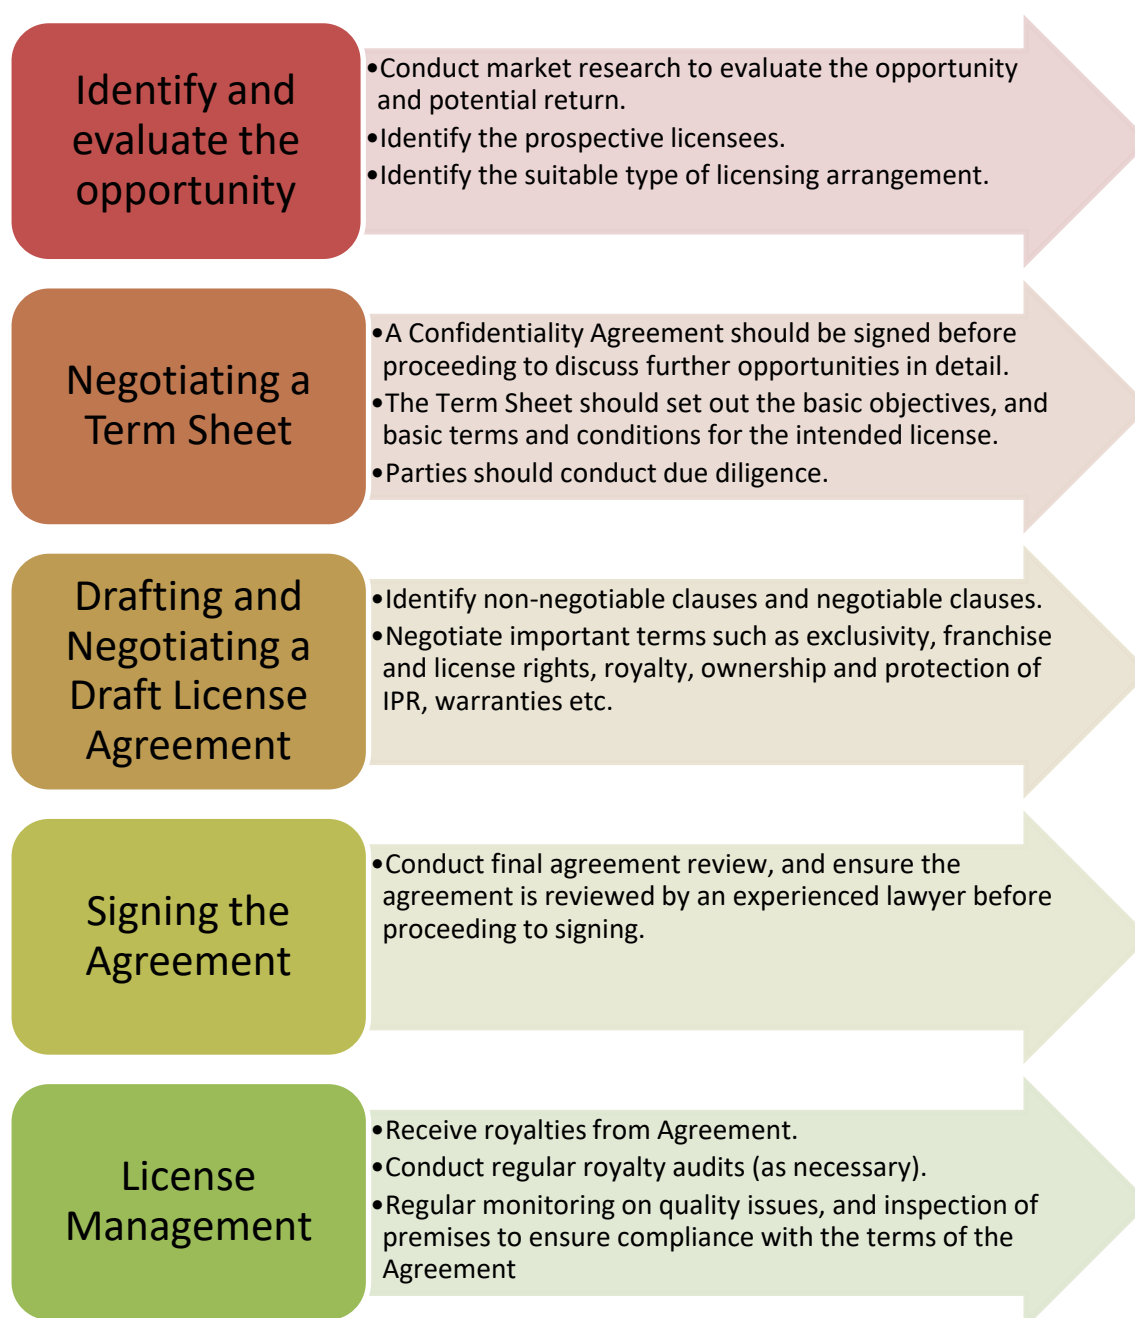 Identify and
evaluate the
opportunity
•Conduct market research to evaluate the opportunity
and potential return.
•Identify the prospective licensees.
•Identify the suitable type of licensing arrangement.
Negotiating a
Term Sheet
•A Confidentiality Agreement should be signed before
proceeding to discuss further opportunities in detail.
•The Term Sheet should set out the basic objectives, and
basic terms and conditions for the intended license.
•Parties should conduct due diligence.
Drafting and
Negotiating a
Draft License
Agreement
•Identify non-negotiable clauses and negotiable clauses.
•Negotiate important terms such as exclusivity, franchise
and license rights, royalty, ownership and protection of
IPR, warranties etc.
Signing the
Agreement
•Conduct final agreement review, and ensure the
agreement is reviewed by an experienced lawyer before
proceeding to signing.
License
Management
•Receive royalties from Agreement.
•Conduct regular royalty audits (as necessary).
•Regular monitoring on quality issues, and inspection of
premises to ensure compliance with the terms of the
Agreement